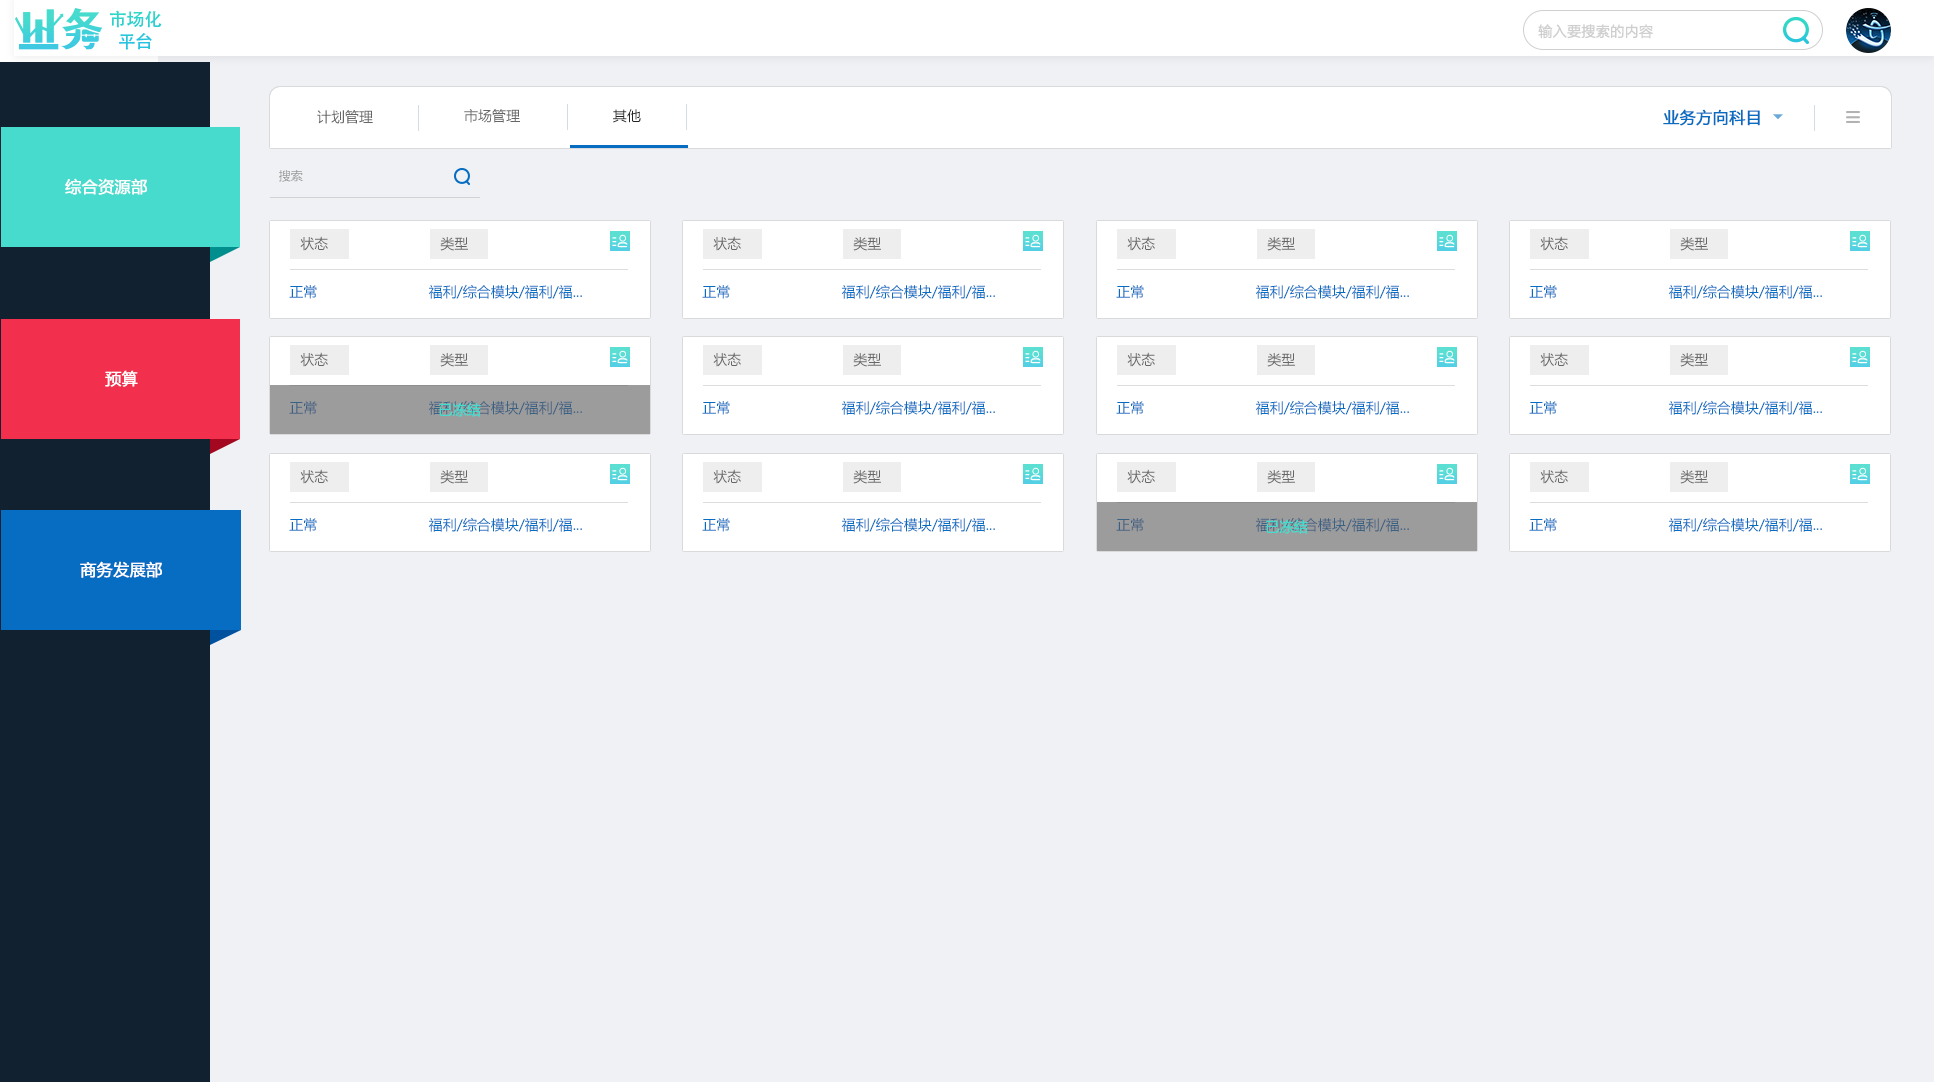 业务 市场化
平台
输入要搜索的内容
综合资源部
预算
商务发展部
计划管理 市场管理 其他 业务方向科目
搜索
状态 类型 状态 类型 状态 类型 状态 类型
正常 福利/综合模块/福利/福... 正常 福利/综合模块/福利/福... 正常 福利/综合模块/福利/福... 正常 福利/综合模块/福利/福...
状态 类型 状态 类型 状态 类型 状态 类型
正常 福利/综合模块/福利/福... 已冻结 正常 福利/综合模块/福利/福... 正常 福利/综合模块/福利/福... 正常 福利/综合模块/福利/福...
状态 类型 状态 类型 状态 类型 状态 类型
正常 福利/综合模块/福利/福... 正常 福利/综合模块/福利/福... 正常 福利/综合模块/福利/福... 已冻结 正常 福利/综合模块/福利/福...